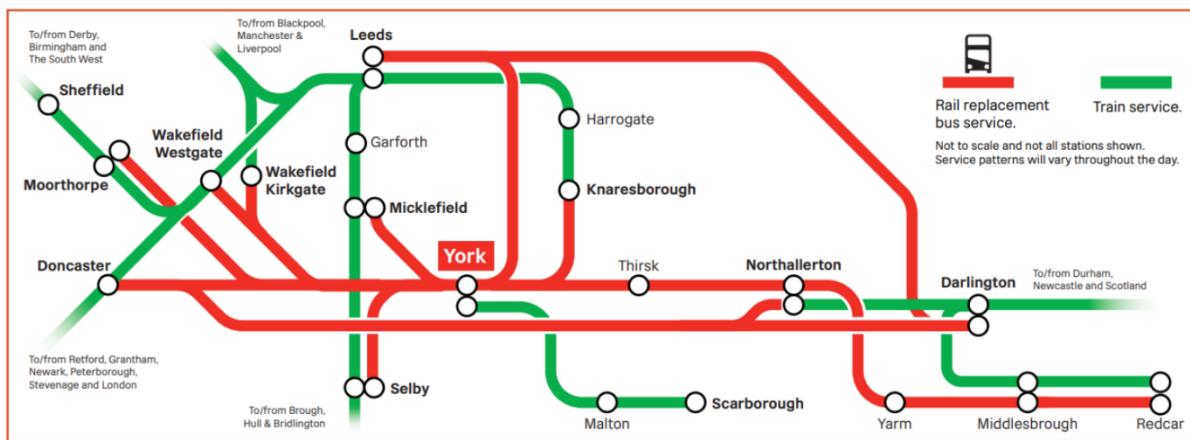 To/from Derby,
Birmingham and
The South West
To/from Blackpool,
Manchester &
Liverpool
Leeds
Sheffield
Wakefield
Westgate
Garforth
Harrogate
Rail replacement
bus service.
Train service.
Not to scale and not all stations shown.
Service patterns will vary throughout the day.
Moorthorpe
Wakefield
Kirkgate
Micklefield
Knaresborough
York
Doncaster
Thirsk
Northallerton
Darlington
To/from Durham,
Newcastle and Scotland
To/from Retford, Grantham,
Newark, Peterborough,
Stevenage and London
Selby
To/from Brough,
Hull & Bridlington
Malton
Scarborough
Yarm
Middlesbrough
Redcar